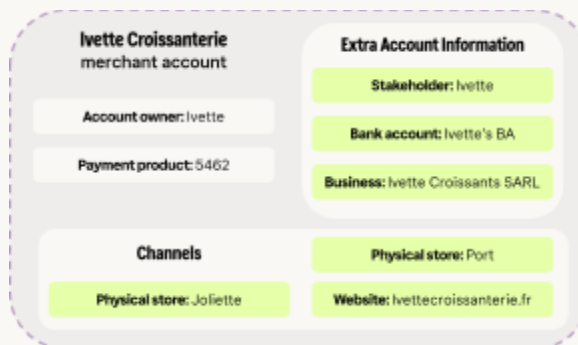 Ivette Croissanterie
merchant account
Account owner: Ivette
Payment product: 5462
Extra Account Information
Stakeholder: Ivette
Bank account: Ivette's BA
Business: Ivette Croissants SARL
Channels
Physical store: Joliette
Physical store: Port
Website: Ivettecroissanterie.fr